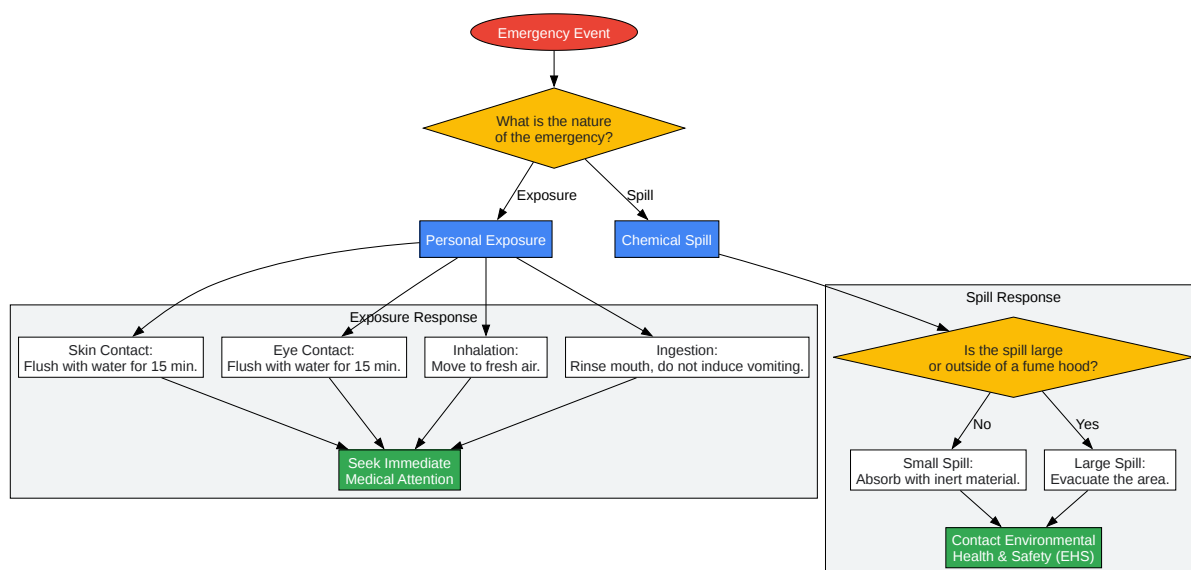 Emergency Event
What is the nature
of the emergency?
Exposure
Spill
Personal Exposure
Chemical Spill
Exposure Response
Skin Contact:
Flush with water for 15 min.
Eye Contact:
Flush with water for 15 min.
Inhalation:
Move to fresh air.
Ingestion:
Rinse mouth, do not induce vomiting.
Seek Immediate
Medical Attention
Spill Response
Is the spill large
or outside of a fume hood?
No
Yes
Small Spill:
Absorb with inert material.
Large Spill:
Evacuate the area.
Contact Environmental
Health & Safety (EHS)